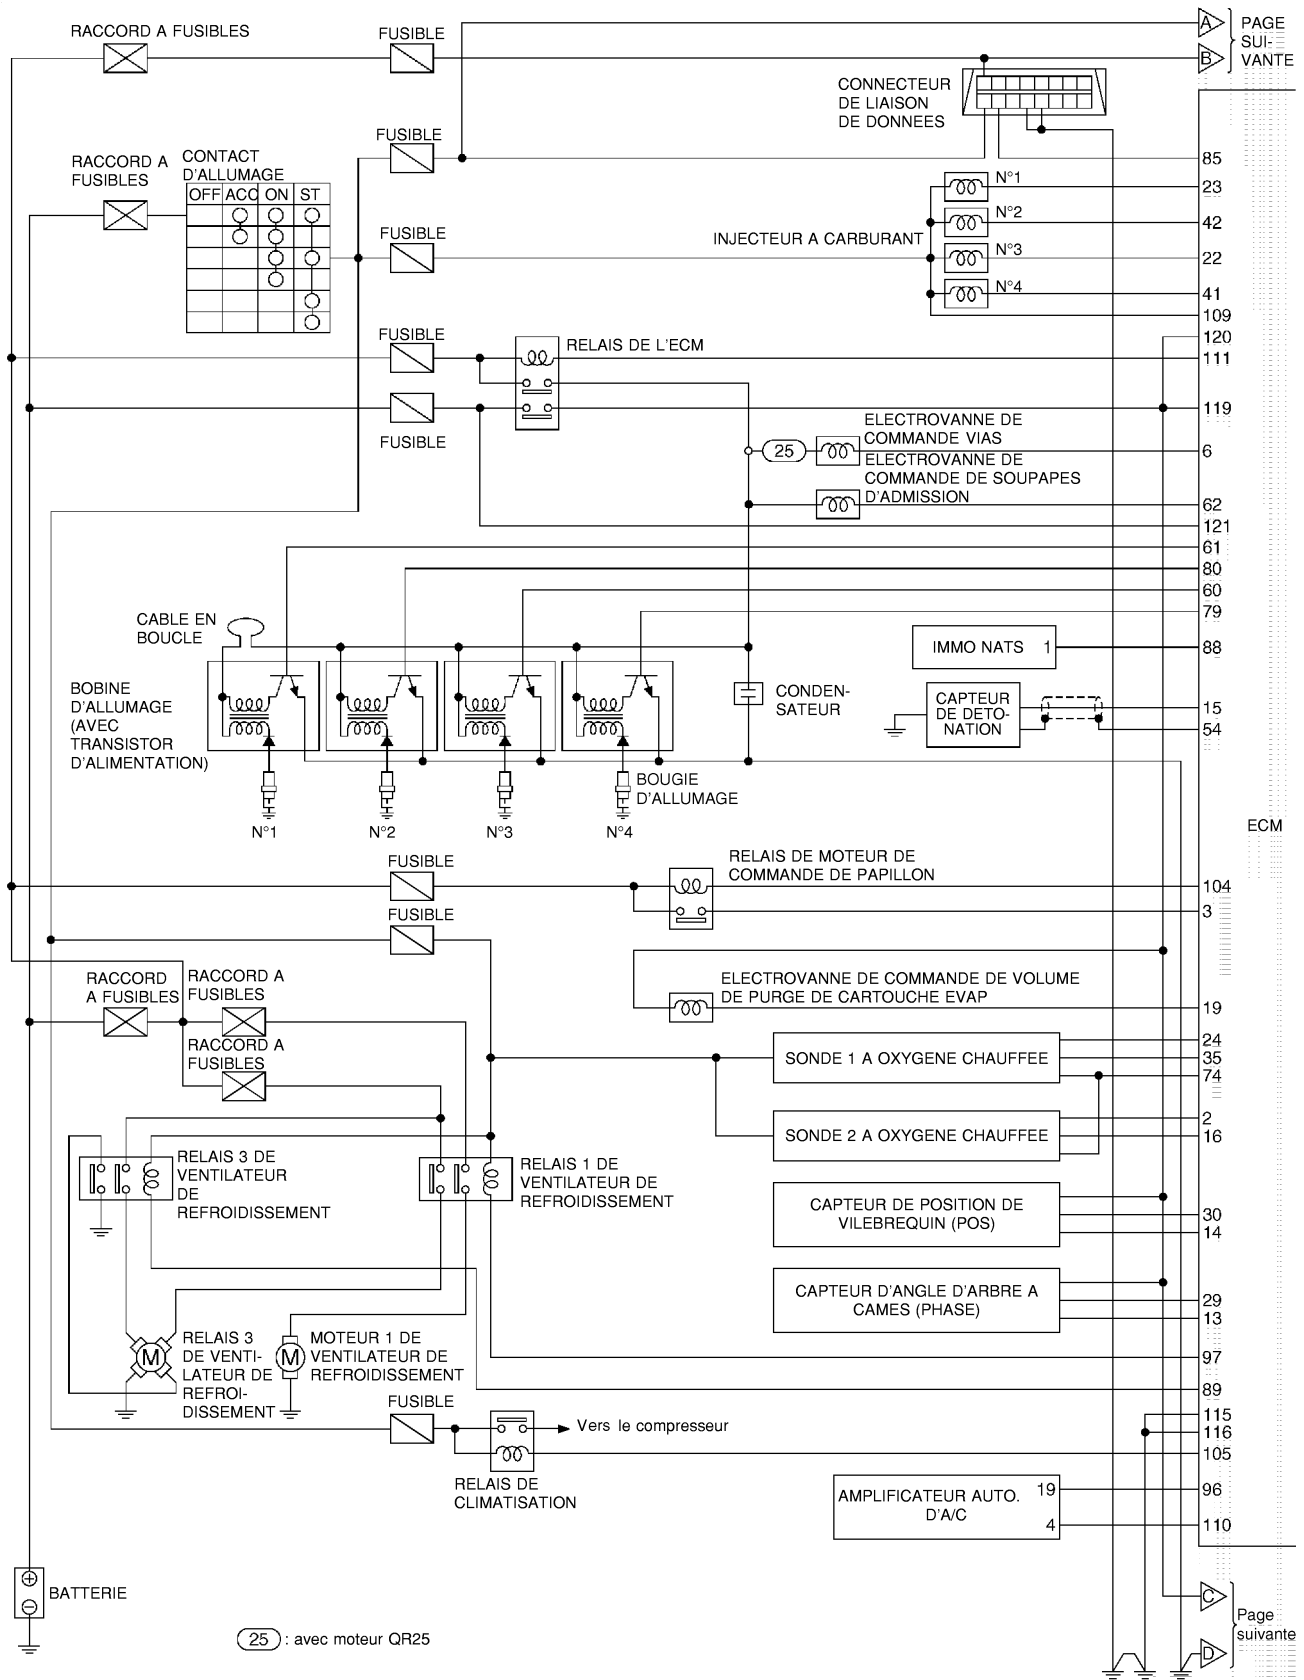 RACCORD A FUSIBLES
FUSIBLE
A
B
PAGE
SUI-
VANTE
CONNECTEUR
DE LIAISON
DE DONNEES
FUSIBLE
RACCORD A
FUSIBLES
CONTACT
D'ALLUMAGE
OFF ACC ON ST
85
N°1
23
N°2
42
FUSIBLE
INJECTEUR A CARBURANT
N°3
22
N°4
41
109
120
FUSIBLE
RELAIS DE L'ECM
111
119
FUSIBLE
ELECTROVANNE DE
COMMANDE VIAS
25
6
ELECTROVANNE DE
COMMANDE DE SOUPAPES
D'ADMISSION
62
121
61
80
60
79
CABLE EN
BOUCLE
IMMO NATS 1
88
BOBINE
D'ALLUMAGE
(AVEC
TRANSISTOR
D'ALIMENTATION)
CONDEN-
SATEUR
CAPTEUR
DE DETO-
NATION
15
54
BOUGIE
D'ALLUMAGE
N°1
N°2
N°3
N°4
ECM
FUSIBLE
RELAIS DE MOTEUR DE
COMMANDE DE PAPILLON
104
3
FUSIBLE
RACCORD
A FUSIBLES
RACCORD A
FUSIBLES
ELECTROVANNE DE COMMANDE DE VOLUME
DE PURGE DE CARTOUCHE EVAP
19
RACCORD A
FUSIBLES
SONDE 1 A OXYGENE CHAUFFEE
24
35
74
SONDE 2 A OXYGENE CHAUFFEE
2
16
RELAIS 3 DE
VENTILATEUR
DE
REFROIDISSEMENT
RELAIS 1 DE
VENTILATEUR DE
REFROIDISSEMENT
CAPTEUR DE POSITION DE
VILEBREQUIN (POS)
30
14
CAPTEUR D'ANGLE D'ARBRE A
CAMES (PHASE)
29
13
M
RELAIS 3
DE VENTI-
LATEUR DE
REFROI-
DISSEMENT
M
MOTEUR 1 DE
VENTILATEUR DE
REFROIDISSEMENT
97
89
FUSIBLE
Vers le compresseur
115
116
105
RELAIS DE
CLIMATISATION
AMPLIFICATEUR AUTO.
D'A/C
19
4
96
110
BATTERIE
25 : avec moteur QR25
C
D
Page
suivante